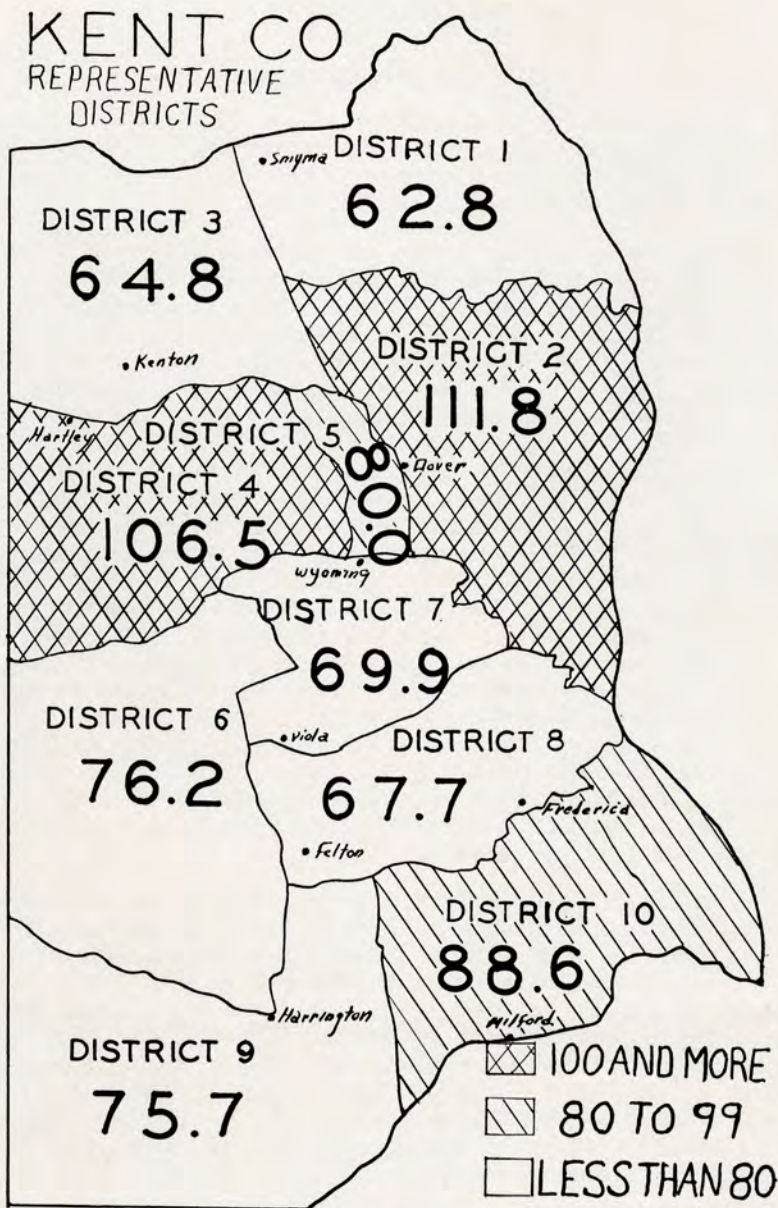 KENT CO
REPRESENTATIVE
DISTRICTS
Smyrna
DISTRICT 1
62.8
DISTRICT 3
64.8
Kenton
DISTRICT 2
111.8
Hartley
DISTRICT 5
80.0
Dover
DISTRICT 4
106.5
Wyoming
DISTRICT 7
69.9
Viola
DISTRICT 6
76.2
DISTRICT 8
67.7
Frederica
Felton
DISTRICT 10
88.6
Milford
Harrington
DISTRICT 9
75.7
100 AND MORE
80 TO 99
LESS THAN 80